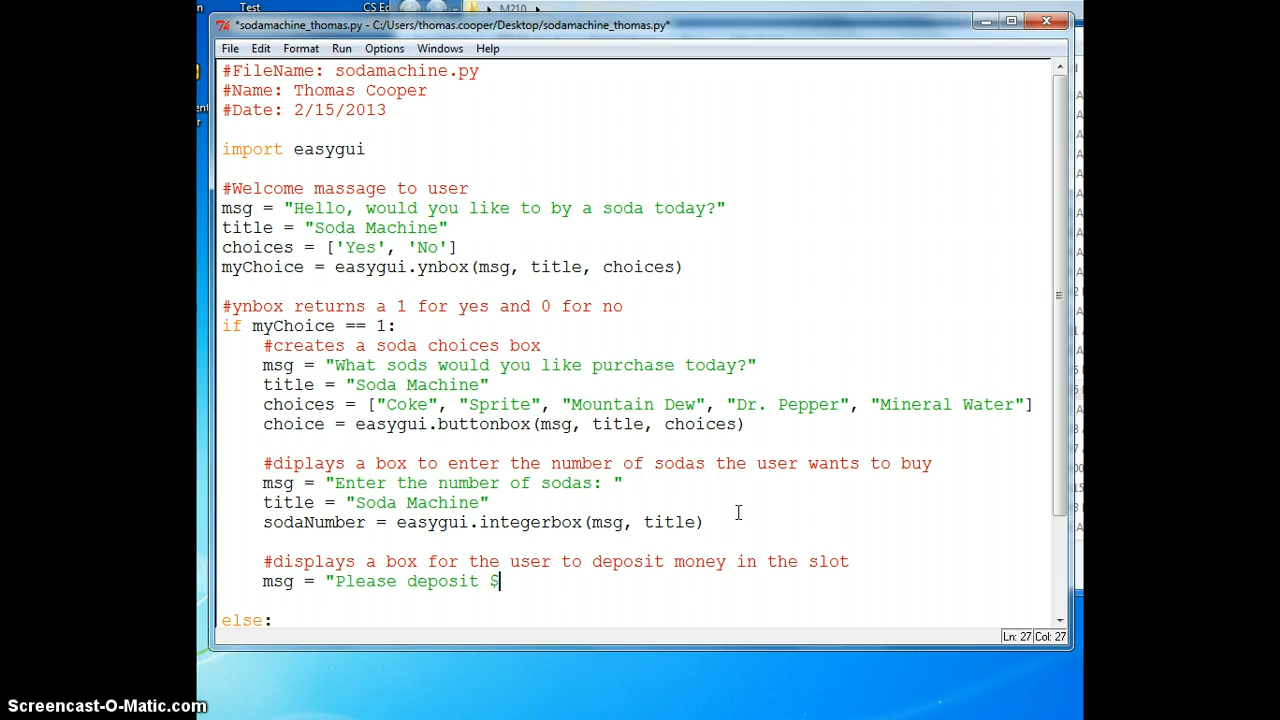 Test
CS Ed
M210
*sodamachine_thomas.py - C:/Users/thomas.cooper/Desktop/sodamachine_thomas.py*
File Edit Format Run Options Windows Help
#FileName: sodamachine.py
#Name: Thomas Cooper
#Date: 2/15/2013
import easygui
#Welcome massage to user
msg = "Hello, would you like to by a soda today?"
title = "Soda Machine"
choices = ['Yes', 'No']
myChoice = easygui.ynbox(msg, title, choices)
#ynbox returns a 1 for yes and 0 for no
if myChoice == 1:
#creates a soda choices box
msg = "What sods would you like purchase today?"
title = "Soda Machine"
choices = ["Coke", "Sprite", "Mountain Dew", "Dr. Pepper", "Mineral Water"]
choice = easygui.buttonbox(msg, title, choices)
#diplays a box to enter the number of sodas the user wants to buy
msg = "Enter the number of sodas: "
title = "Soda Machine"
sodaNumber = easygui.integerbox(msg, title)
#displays a box for the user to deposit money in the slot
msg = "Please deposit $
else:
Ln: 27 Col: 27
Screencast-O-Matic.com